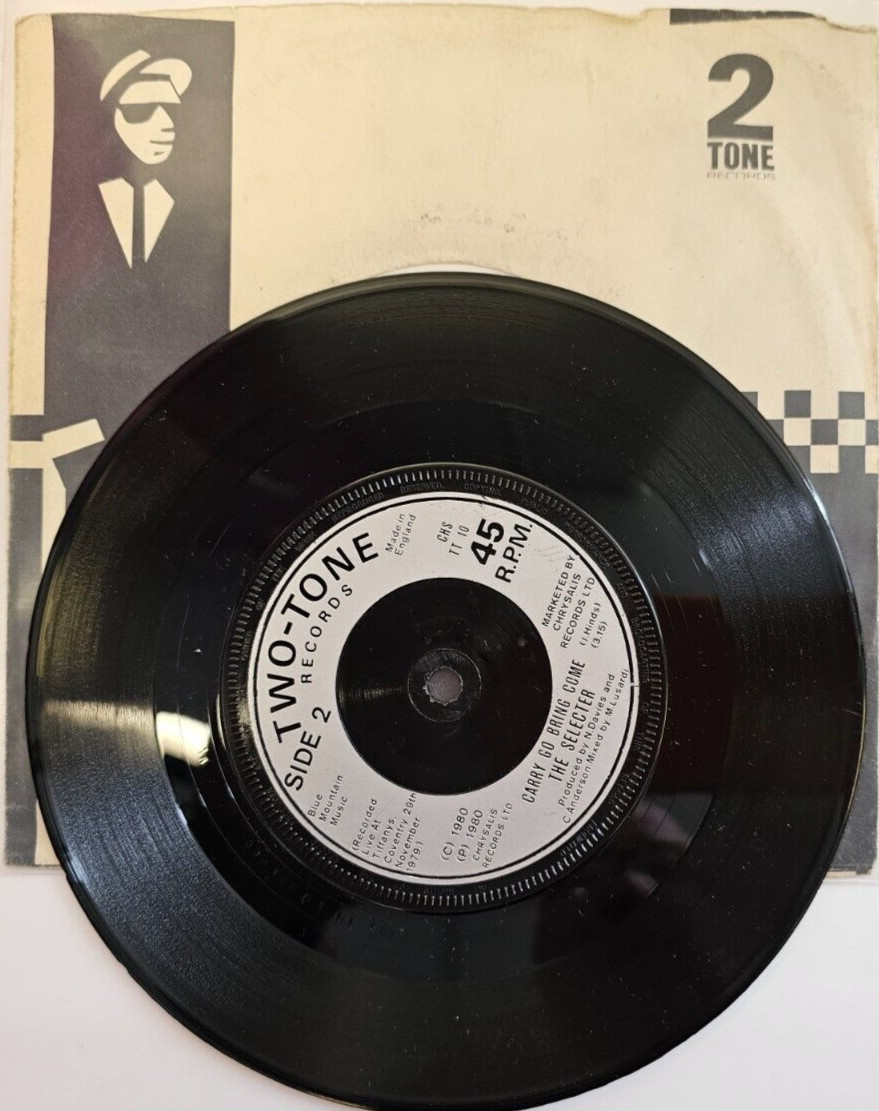 2
TONE
RECORDS
TWO-TONE
RECORDS
SIDE 2
Made in
England
CHS
TT 10
45
R.P.M.
MARKETED BY
CHRYSALIS
RECORDS LTD
(J.Hinds)
(3.15)
CARRY GO BRING COME
THE SELECTER
Produced by N.Davies and
C Anderson.Mixed by M.Lusardi
(C) 1980
(P) 1980
CHRYSALIS
RECORDS LTD
(Recorded
Live At
Tiffanys,
Coventry, 29th
November
1979.)
Blue
Mountain
Music